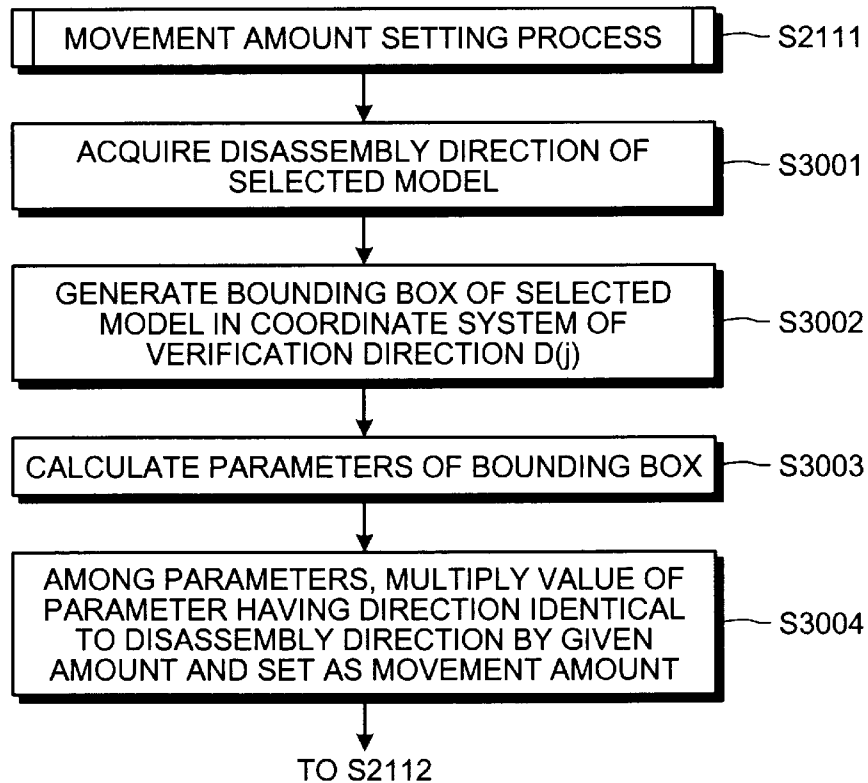 MOVEMENT AMOUNT SETTING PROCESS
S2111
ACQUIRE DISASSEMBLY DIRECTION OF
SELECTED MODEL
S3001
GENERATE BOUNDING BOX OF SELECTED
MODEL IN COORDINATE SYSTEM OF
VERIFICATION DIRECTION D(j)
S3002
CALCULATE PARAMETERS OF BOUNDING BOX
S3003
AMONG PARAMETERS, MULTIPLY VALUE OF
PARAMETER HAVING DIRECTION IDENTICAL
TO DISASSEMBLY DIRECTION BY GIVEN
AMOUNT AND SET AS MOVEMENT AMOUNT
S3004
TO S2112